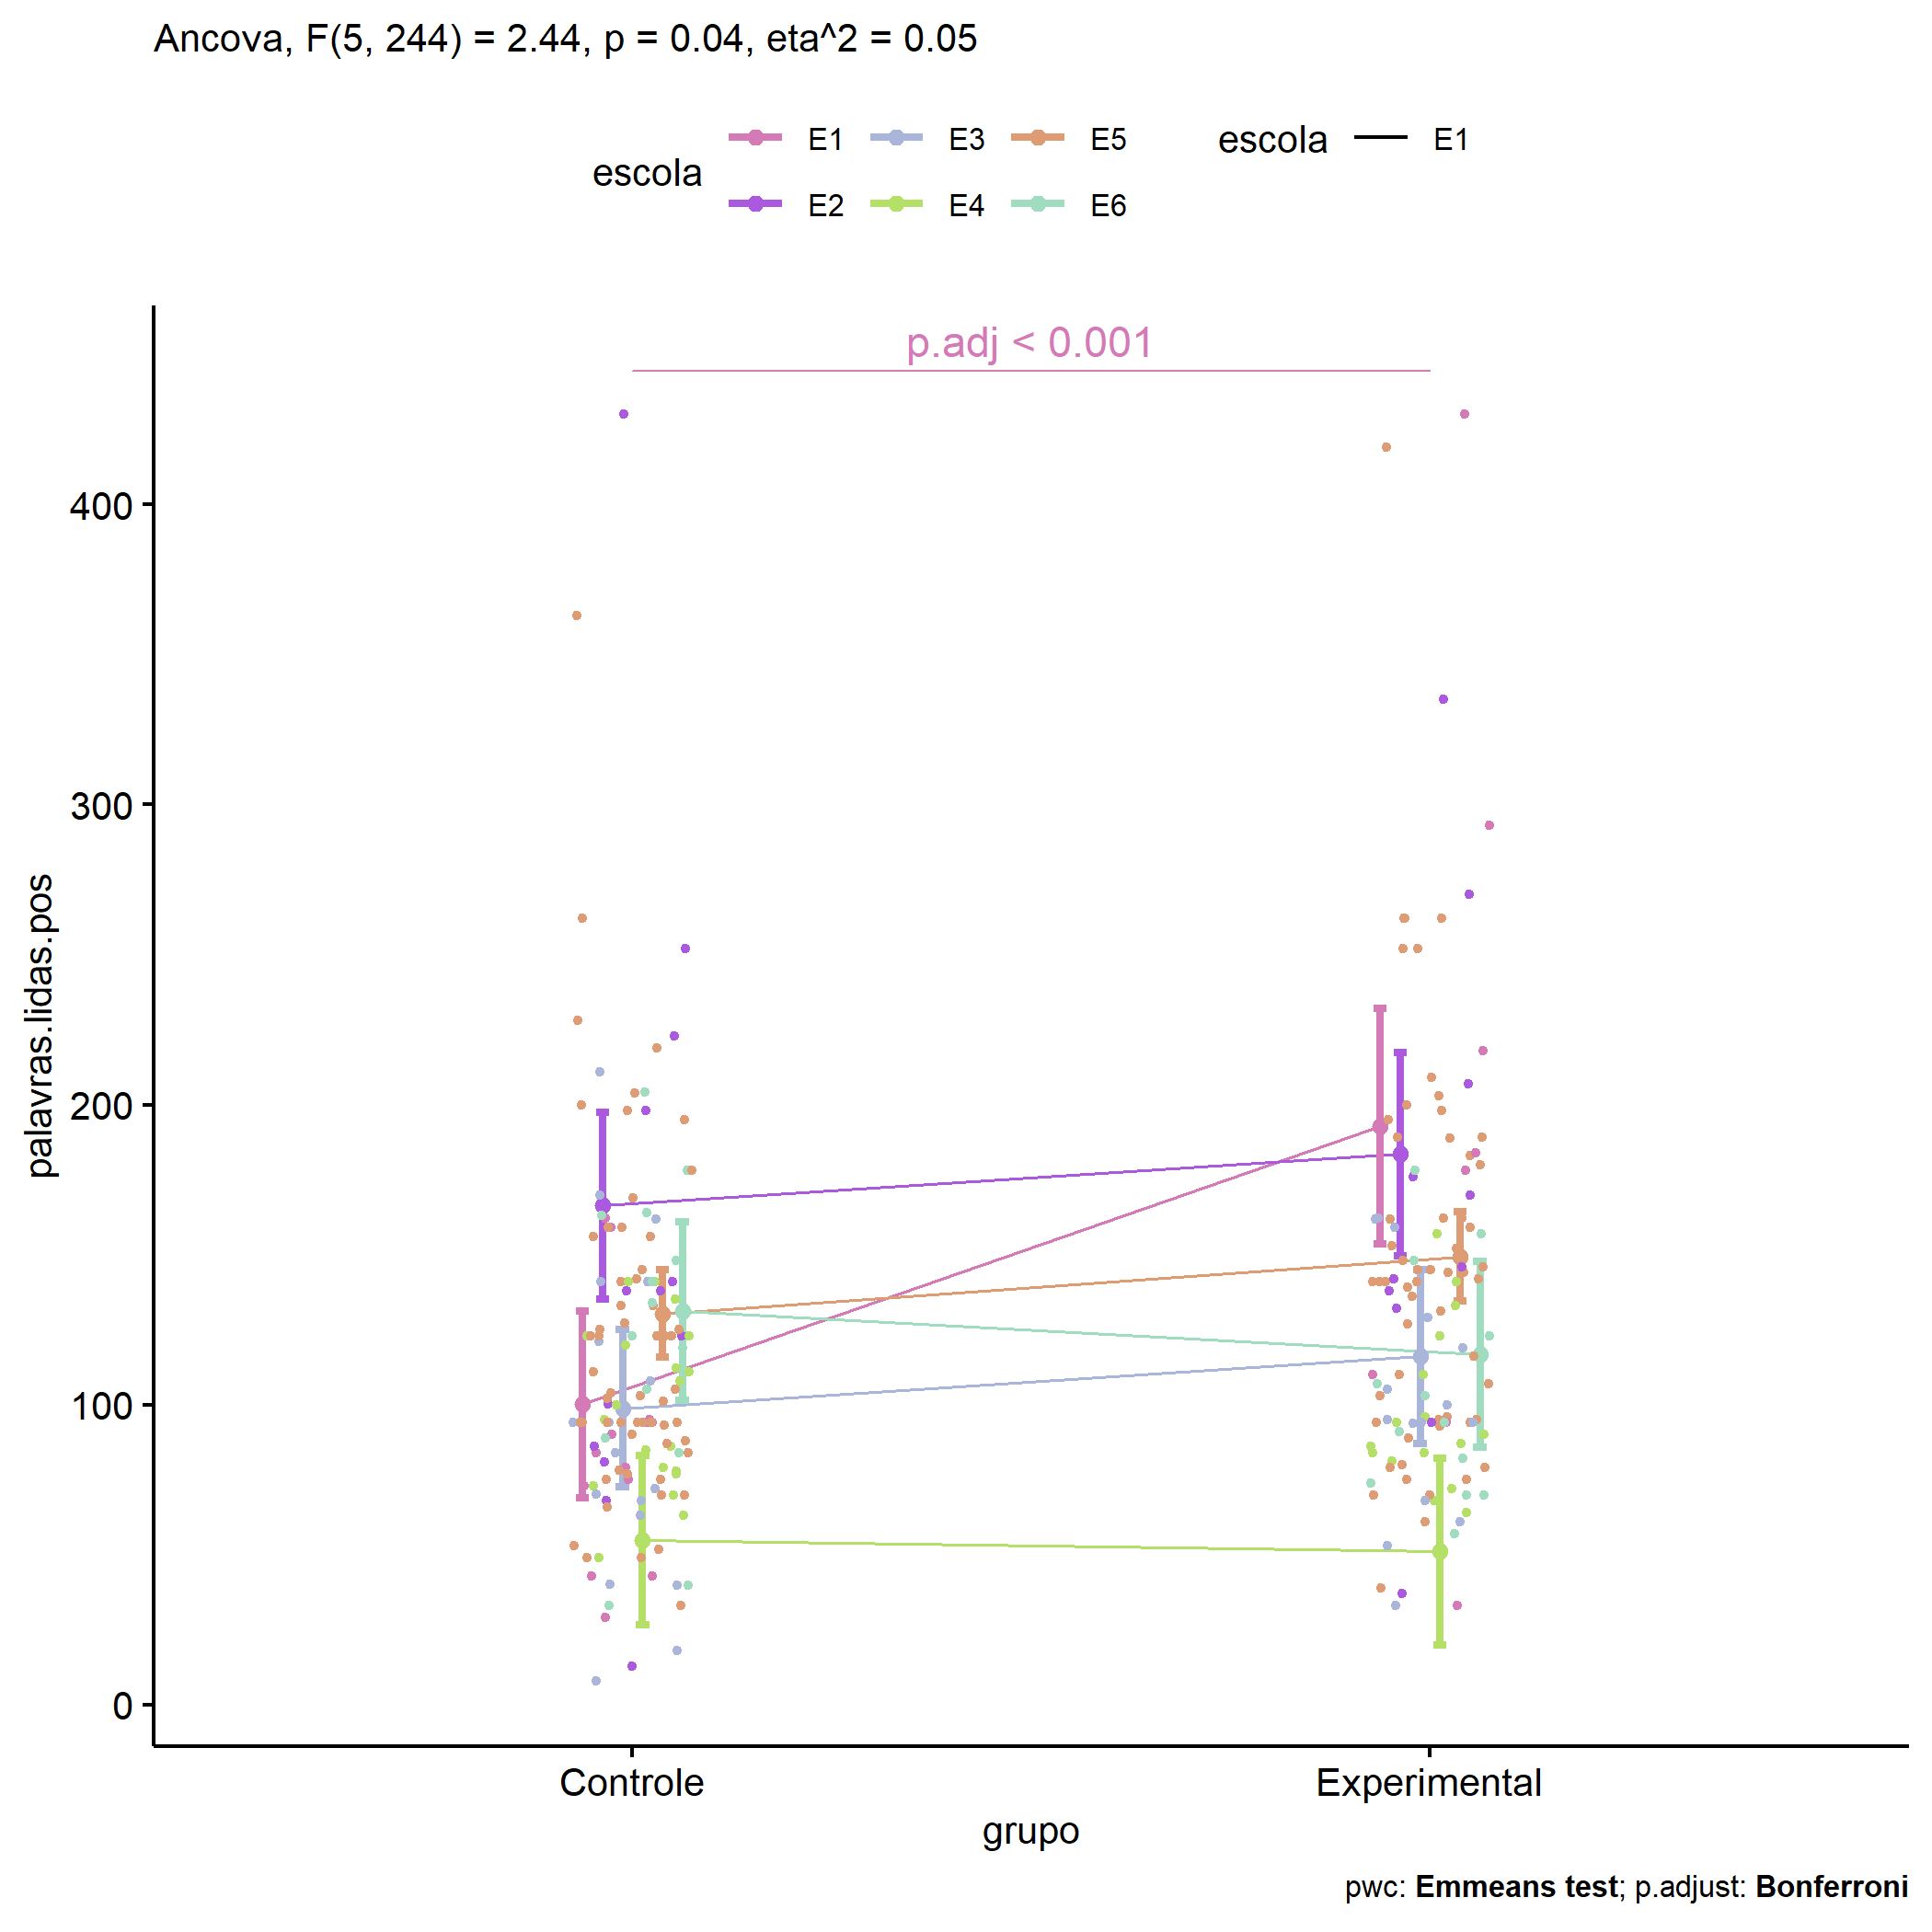 Ancova, F(5, 244) = 2.44, p = 0.04, eta^2 = 0.05
escola E1 E3 E5 escola E1
E2 E4 E6
p.adj < 0.001
400
300
200
100
0
palavras.lidas.pos
Controle Experimental
grupo
pwc: Emmeans test; p.adjust: Bonferroni